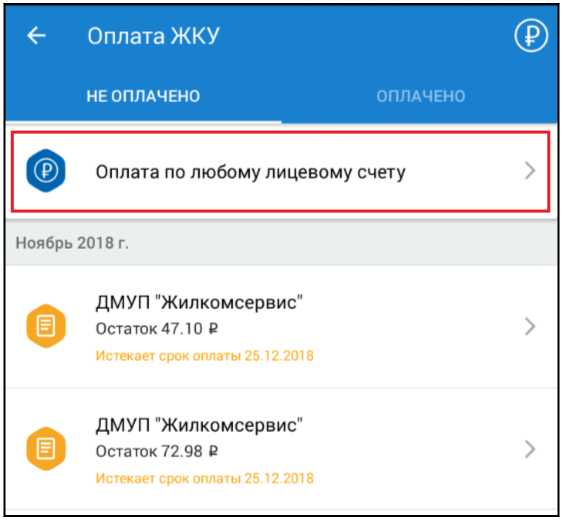 Оплата ЖКУ
НЕ ОПЛАЧЕНО ОПЛАЧЕНО
Оплата по любому лицевому счету
Ноябрь 2018 г.
ДМУП "Жилкомсервис"
Остаток 47.10 ₽
Истекает срок оплаты 25.12.2018
ДМУП "Жилкомсервис"
Остаток 72.98 ₽
Истекает срок оплаты 25.12.2018